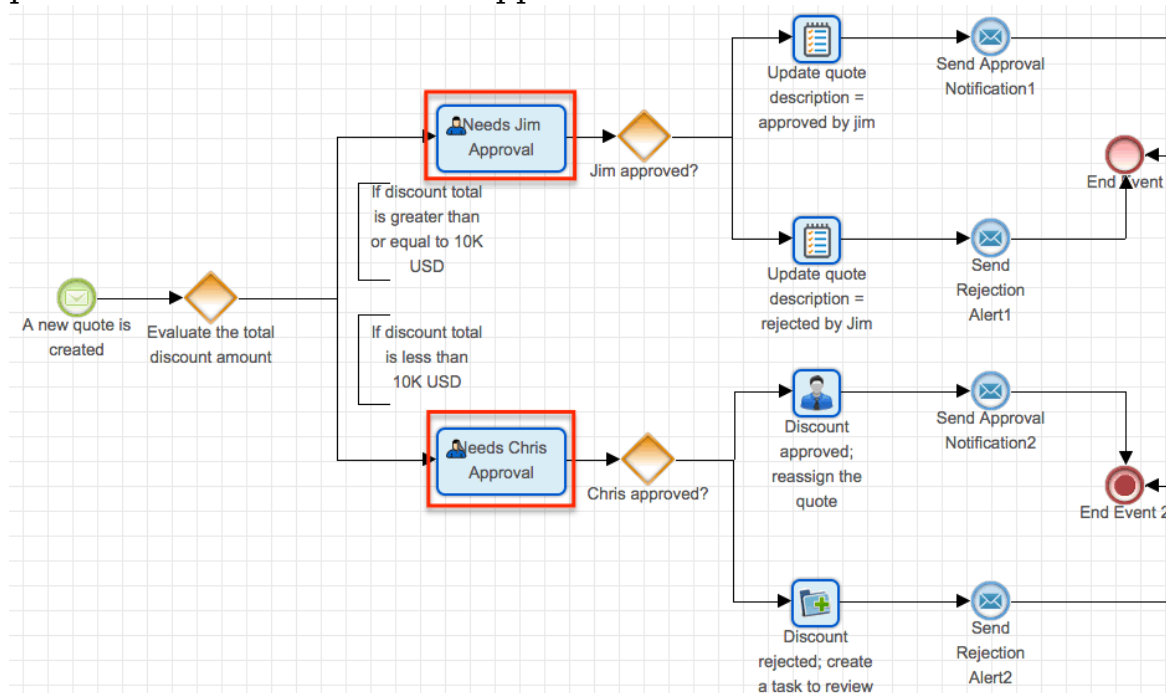 Update quote
description =
approved by jim
Send Approval
Notification1
Needs Jim
Approval
Jim approved?
End Event
If discount total
is greater than
or equal to 10K
USD
Update quote
description =
rejected by Jim
Send
Rejection
Alert1
A new quote is
created
Evaluate the total
discount amount
If discount total
is less than
10K USD
Needs Chris
Approval
Chris approved?
Discount
approved;
reassign the
quote
Send Approval
Notification2
End Event 2
Discount
rejected; create
a task to review
Send
Rejection
Alert2